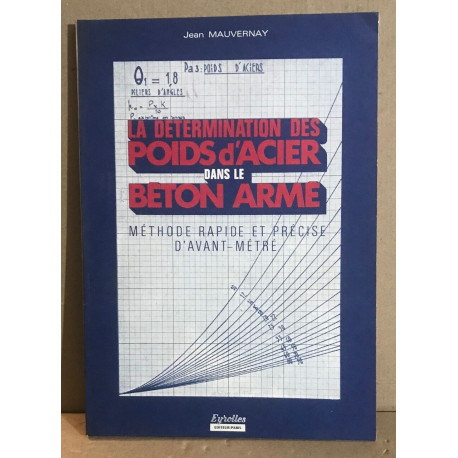 Jean MAUVERNAY
Pas: POIDS D'ACIERS
θ1 = 1,8
PILIERS D'ANGLES
LA DÉTERMINATION DES
POIDS d'ACIER
DANS LE
BÉTON ARMÉ
MÉTHODE RAPIDE ET PRÉCISE
D'AVANT-MÉTRÉ
Eyrolles
EDITEUR-PARIS